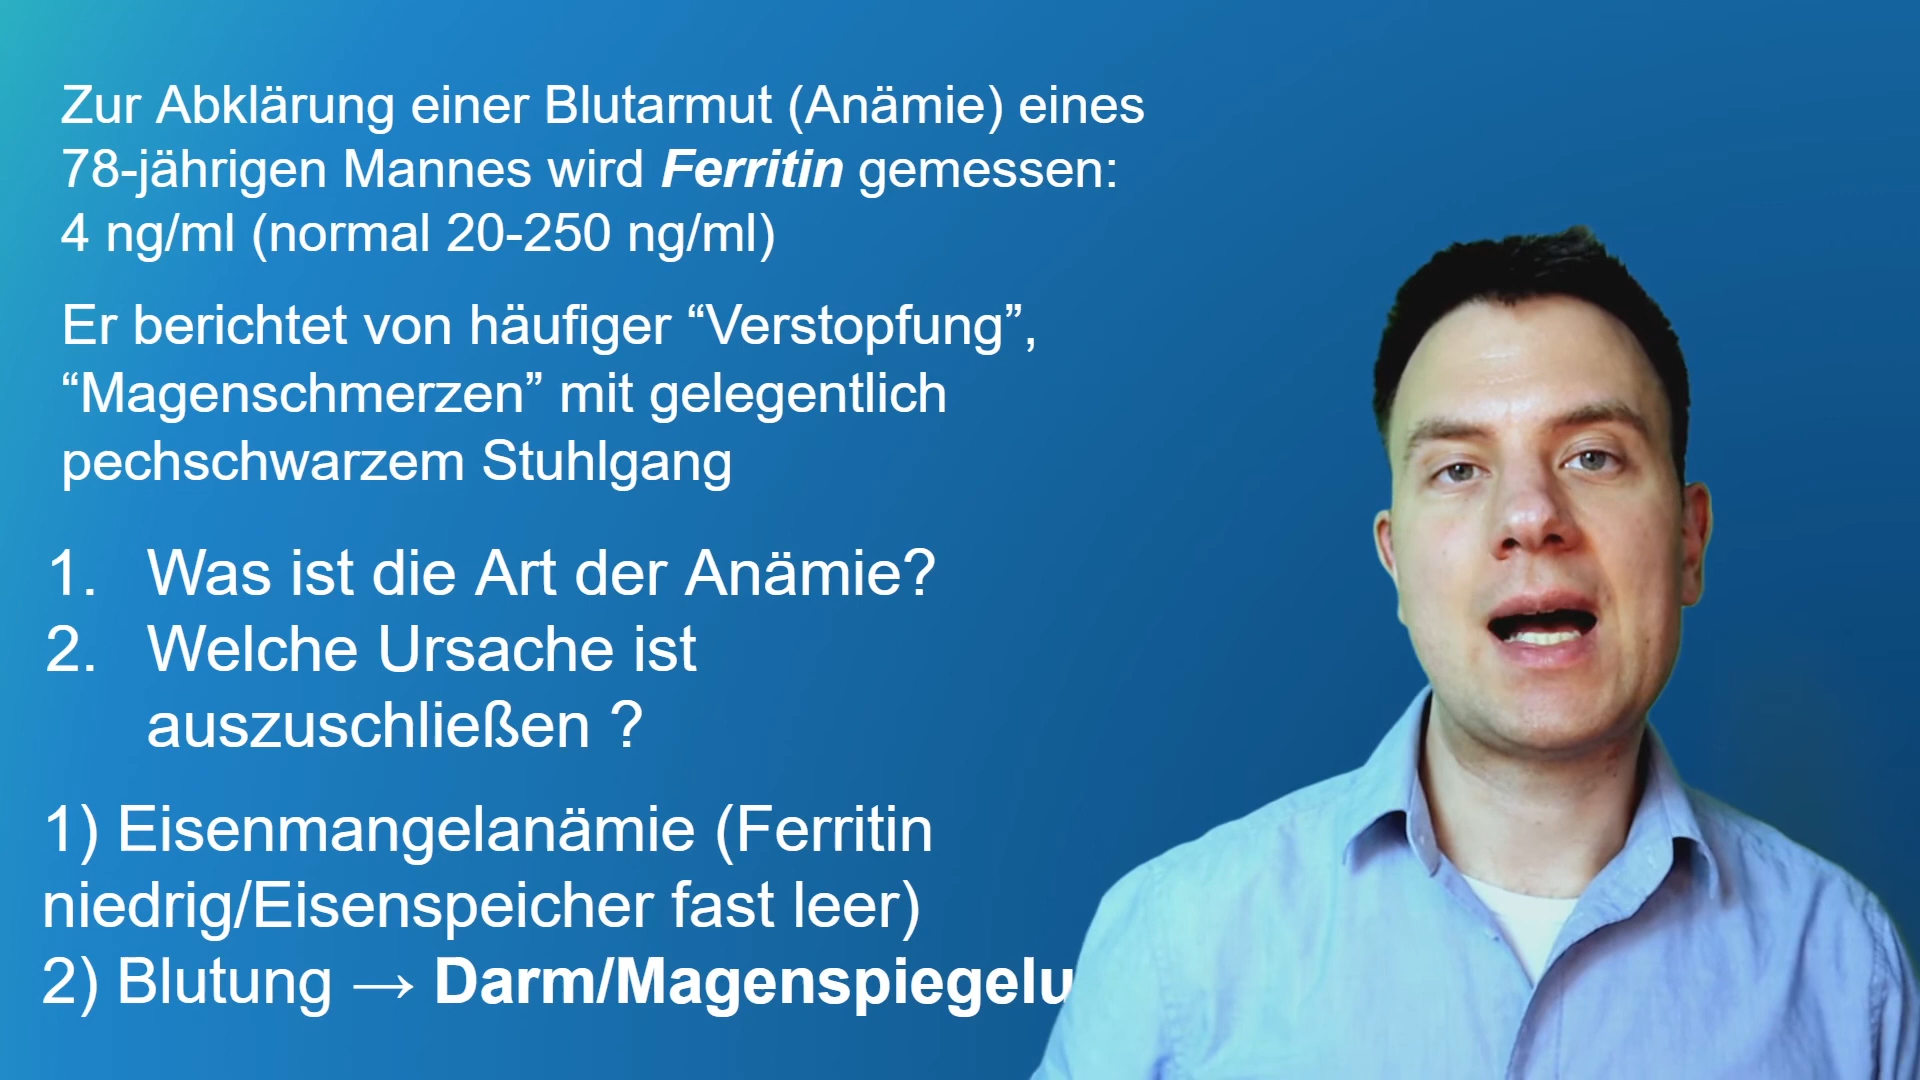 Zur Abklärung einer Blutarmut (Anämie) eines
78-jährigen Mannes wird Ferritin gemessen:
4 ng/ml (normal 20-250 ng/ml)
Er berichtet von häufiger “Verstopfung”,
“Magenschmerzen” mit gelegentlich
pechschwarzem Stuhlgang
1. Was ist die Art der Anämie?
2. Welche Ursache ist
auszuschließen ?
1) Eisenmangelanämie (Ferritin
niedrig/Eisenspeicher fast leer)
2) Blutung → Darm/Magenspiegelu